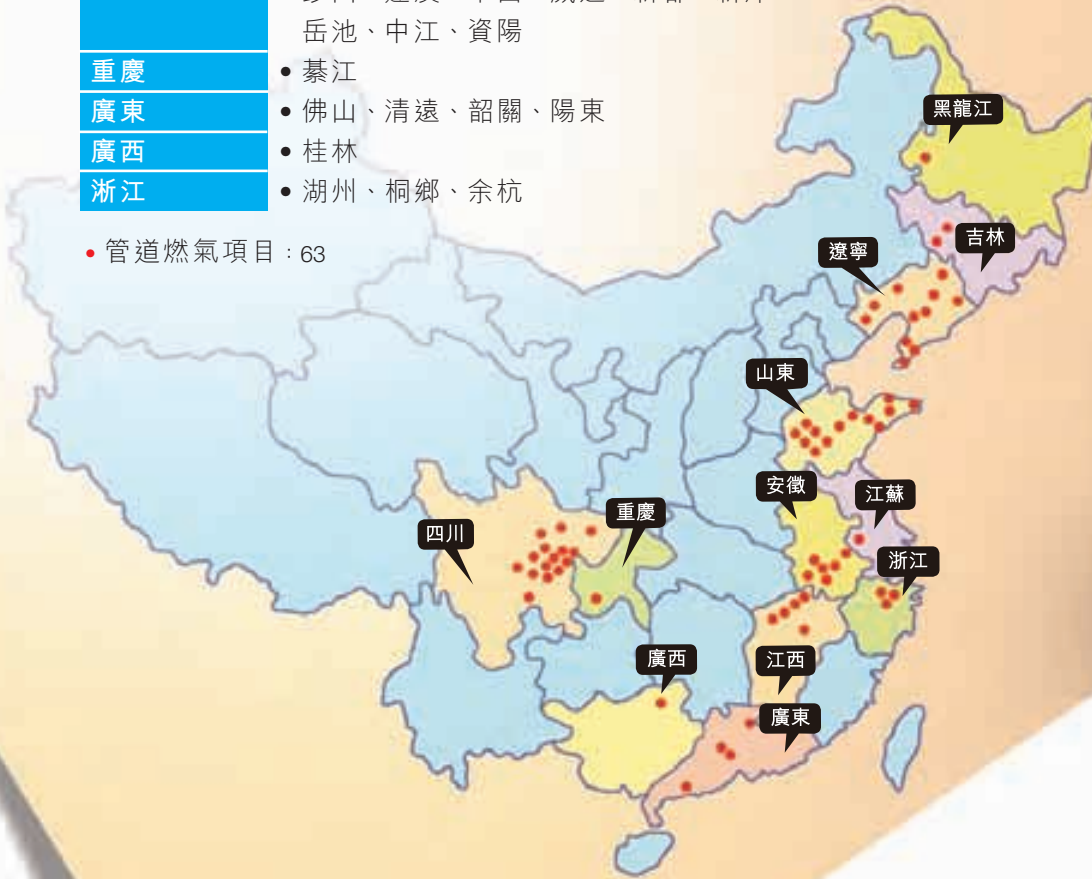 岳池、中江、資陽
重慶 • 綦江
廣東 • 佛山、清遠、韶關、陽東
廣西 • 桂林
浙江 • 湖州、桐鄉、余杭
• 管道燃氣項目：63
黑龍江
吉林
遼寧
山東
安徽
江蘇
重慶
四川
浙江
廣西
江西
廣東